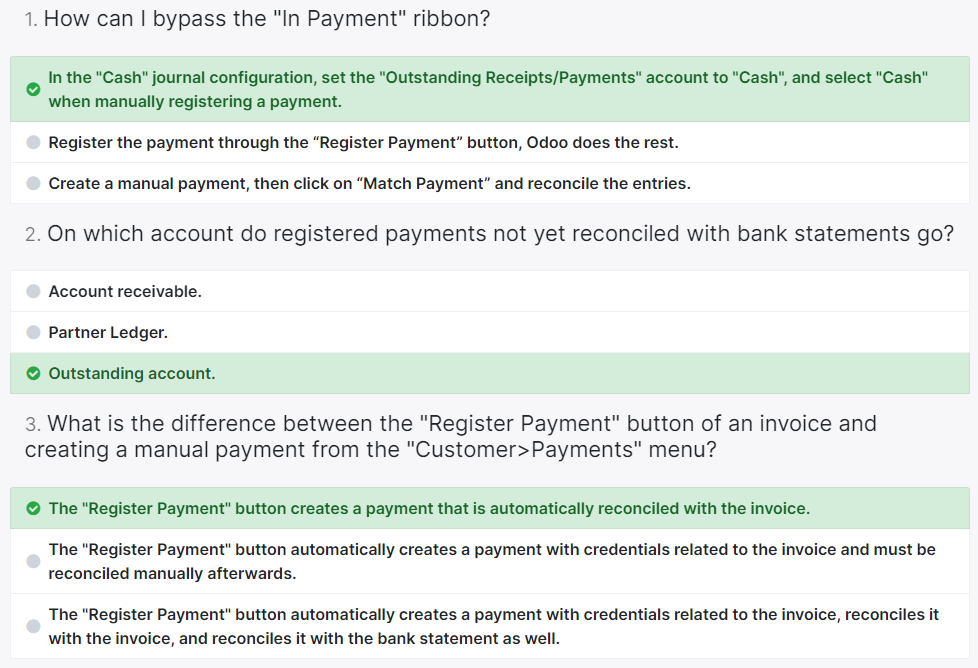 1. How can I bypass the "In Payment" ribbon?
In the "Cash" journal configuration, set the "Outstanding Receipts/Payments" account to "Cash", and select "Cash"
when manually registering a payment.
Register the payment through the “Register Payment” button, Odoo does the rest.
Create a manual payment, then click on “Match Payment” and reconcile the entries.
2. On which account do registered payments not yet reconciled with bank statements go?
Account receivable.
Partner Ledger.
Outstanding account.
3. What is the difference between the "Register Payment" button of an invoice and
creating a manual payment from the "Customer>Payments" menu?
The "Register Payment" button creates a payment that is automatically reconciled with the invoice.
The "Register Payment" button automatically creates a payment with credentials related to the invoice and must be
reconciled manually afterwards.
The "Register Payment" button automatically creates a payment with credentials related to the invoice, reconciles it
with the invoice, and reconciles it with the bank statement as well.